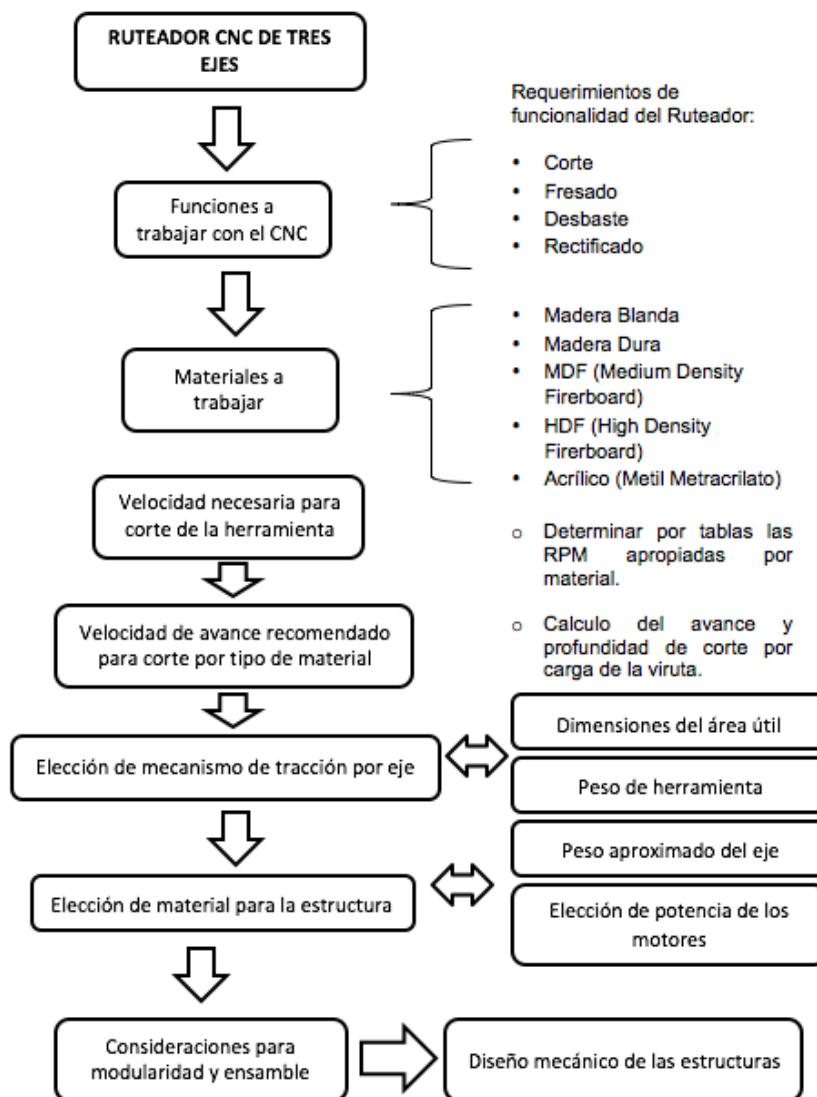 RUTEADOR CNC DE TRES
EJES
Requerimientos de
funcionalidad del Ruteador:
• Corte
• Fresado
• Desbaste
• Rectificado
Funciones a
trabajar con el CNC
• Madera Blanda
• Madera Dura
• MDF (Medium Density
Firerboard)
• HDF (High Density
Firerboard)
• Acrílico (Metil Metracrilato)
Materiales a
trabajar
Velocidad necesaria para
corte de la herramienta
o Determinar por tablas las
RPM apropiadas por
material.
o Calculo del avance y
profundidad de corte por
carga de la viruta.
Velocidad de avance recomendado
para corte por tipo de material
Elección de mecanismo de tracción por eje
Dimensiones del área útil
Peso de herramienta
Peso aproximado del eje
Elección de material para la estructura
Elección de potencia de los
motores
Consideraciones para
modularidad y ensamble
Diseño mecánico de las estructuras